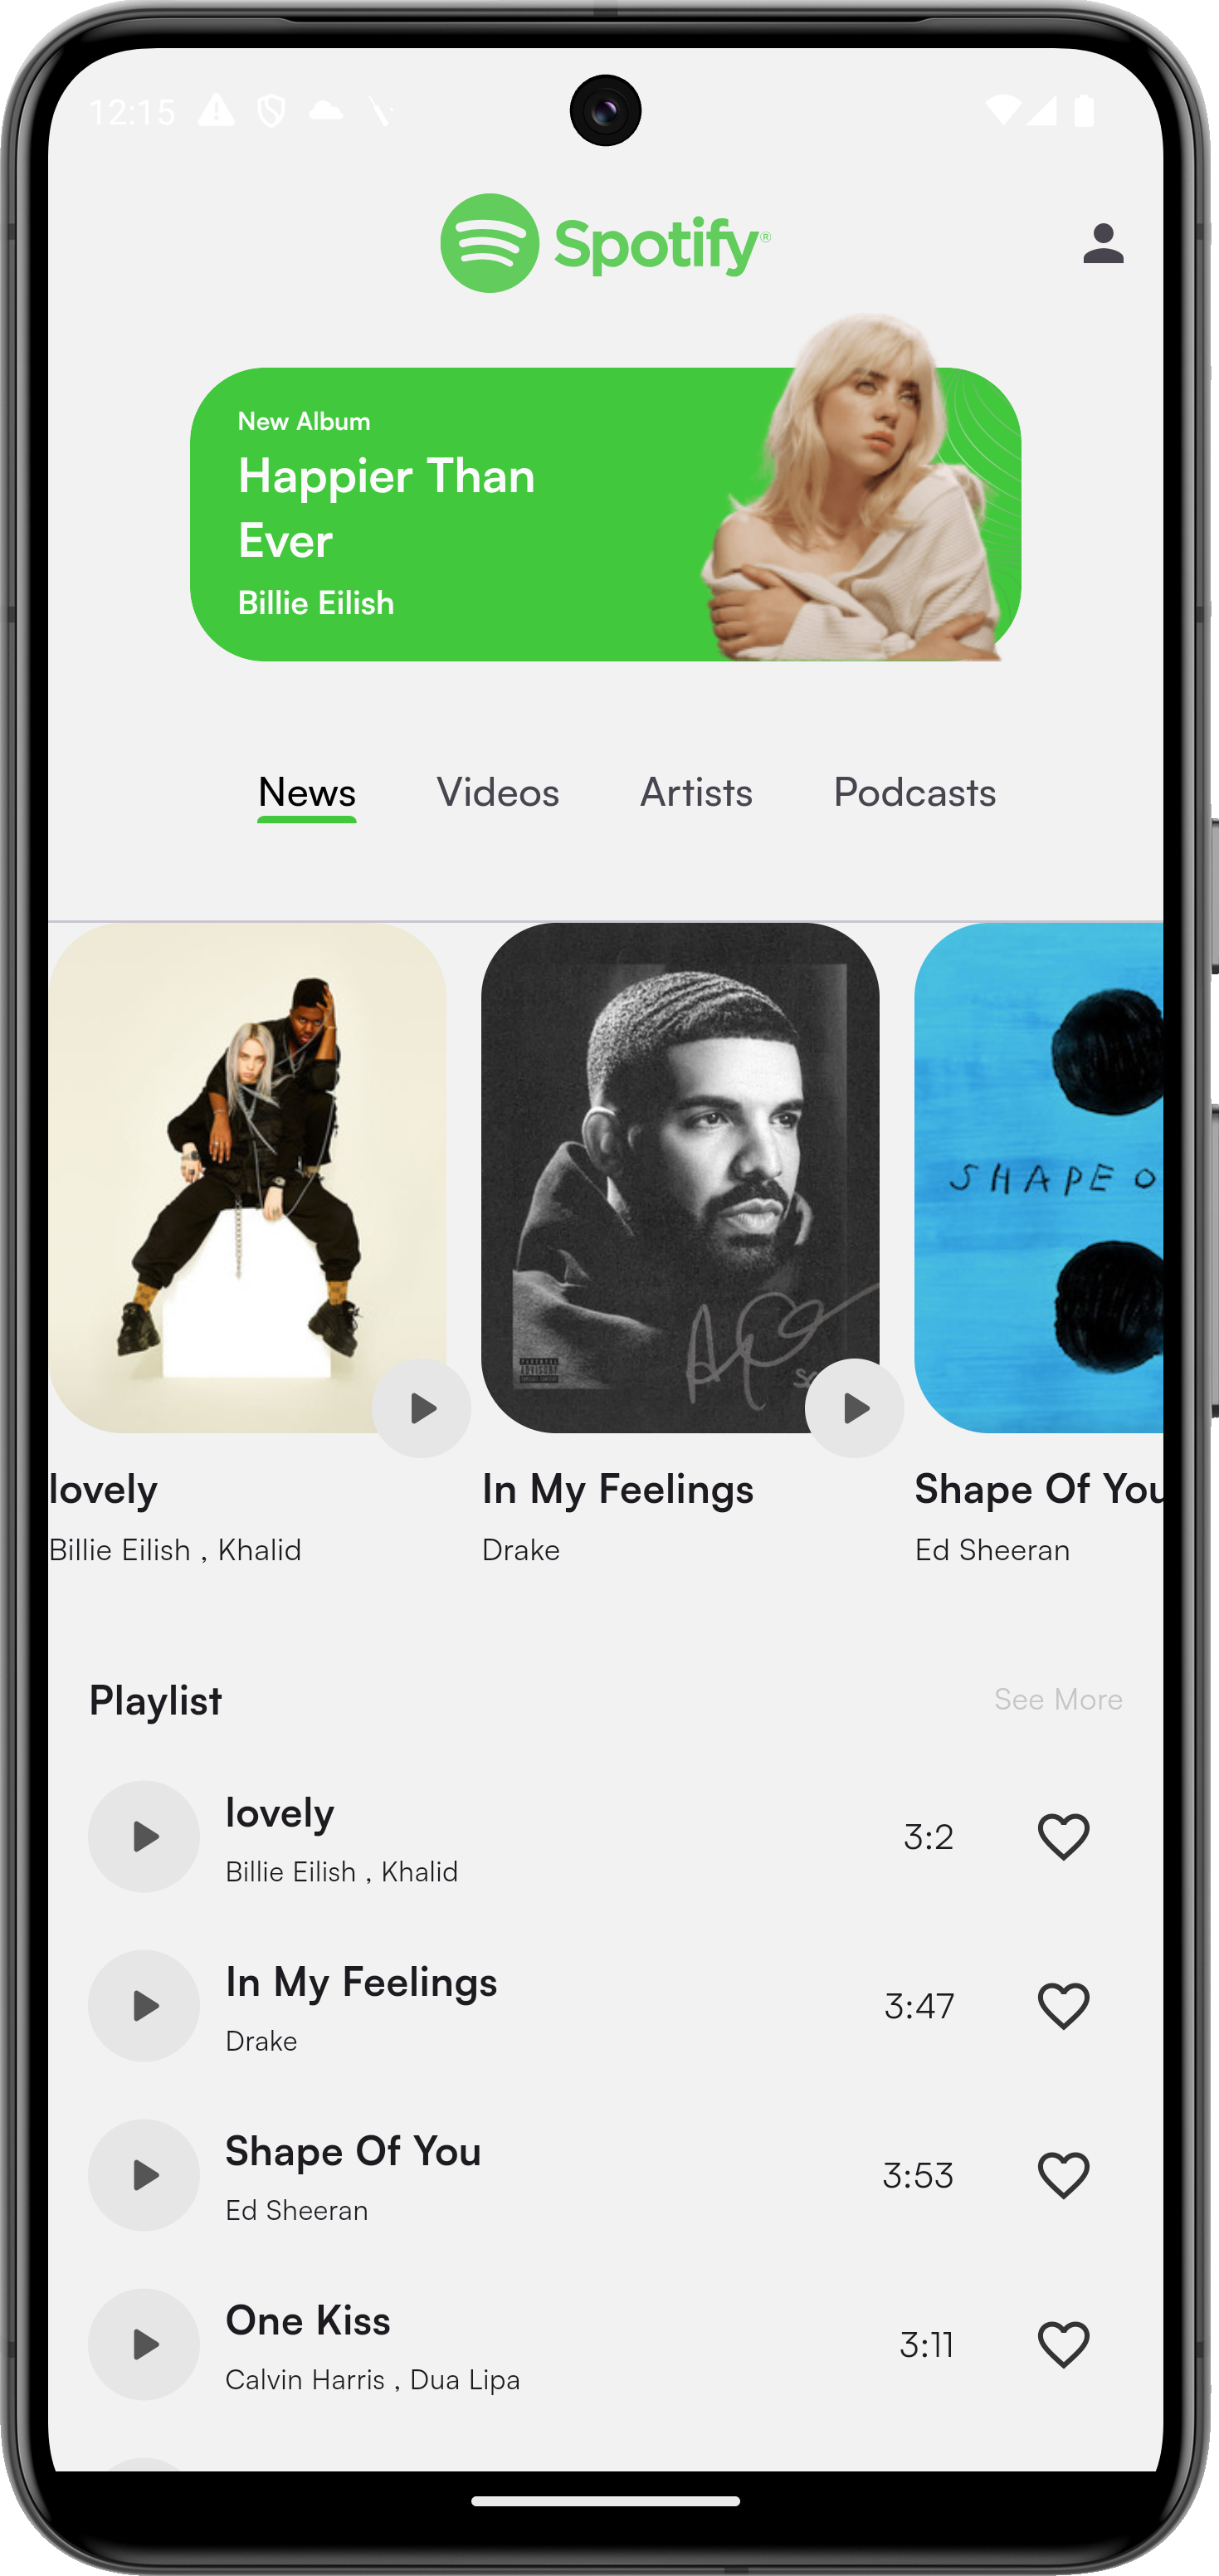 12:15
Spotify®
New Album
Happier Than
Ever
Billie Eilish
News Videos Artists Podcasts
SHAPE O
lovely In My Feelings Shape Of You
Billie Eilish , Khalid Drake Ed Sheeran
Playlist See More
lovely
3:2
Billie Eilish , Khalid
In My Feelings
3:47
Drake
Shape Of You
3:53
Ed Sheeran
One Kiss
3:11
Calvin Harris , Dua Lipa